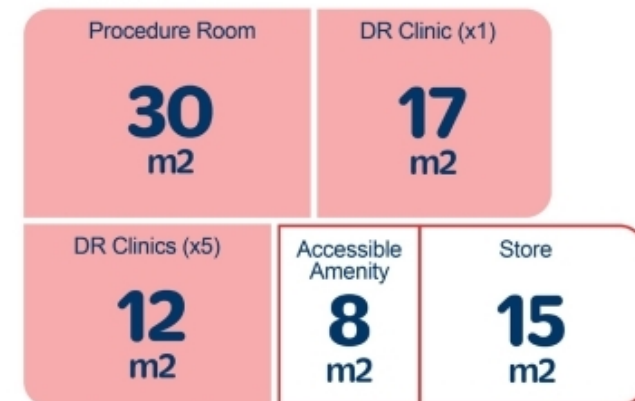 Procedure Room
30
m2
DR Clinic (x1)
17
m2
DR Clinics (x5)
12
m2
Accessible
Amenity
8
m2
Store
15
m2